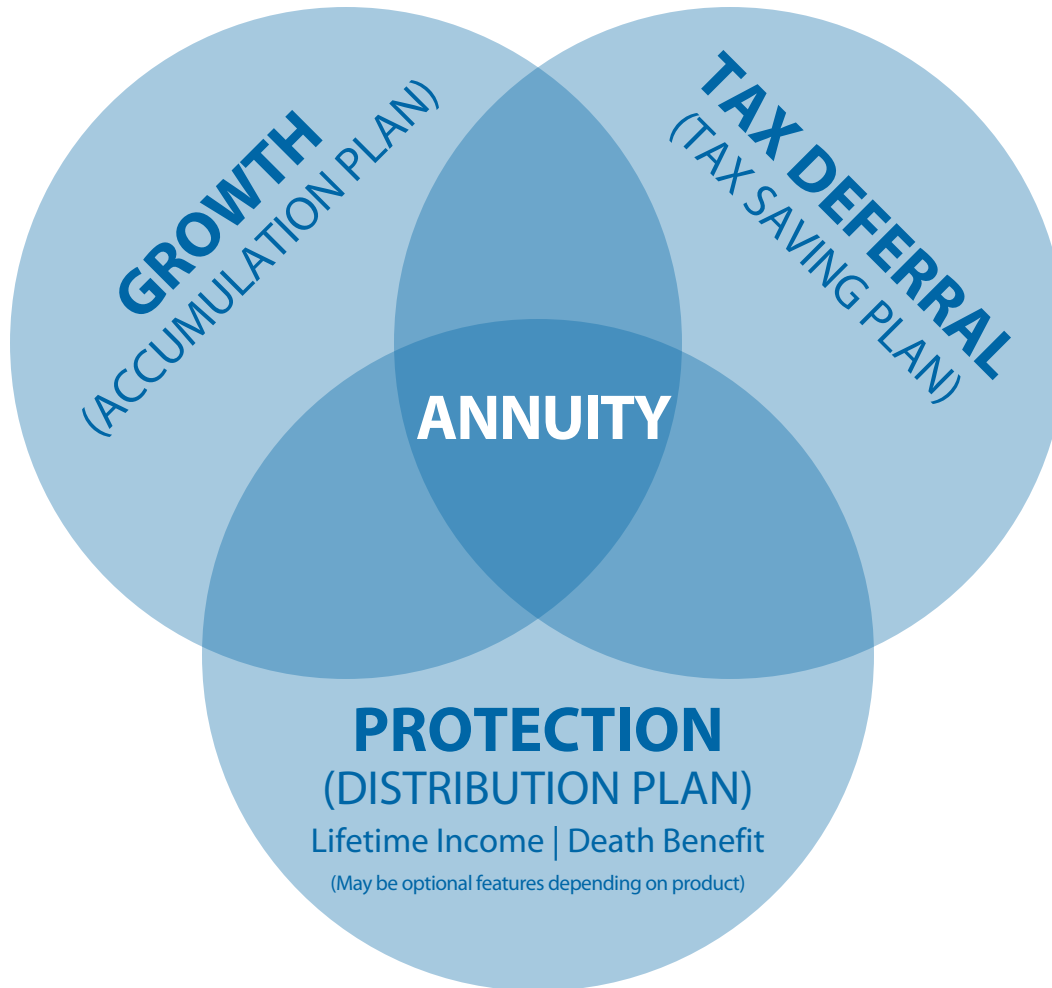 GROWTH
(ACCUMULATION PLAN)
TAX DEFERRAL
(TAX SAVING PLAN)
ANNUITY
PROTECTION
(DISTRIBUTION PLAN)
Lifetime Income | Death Benefit
(May be optional features depending on product)